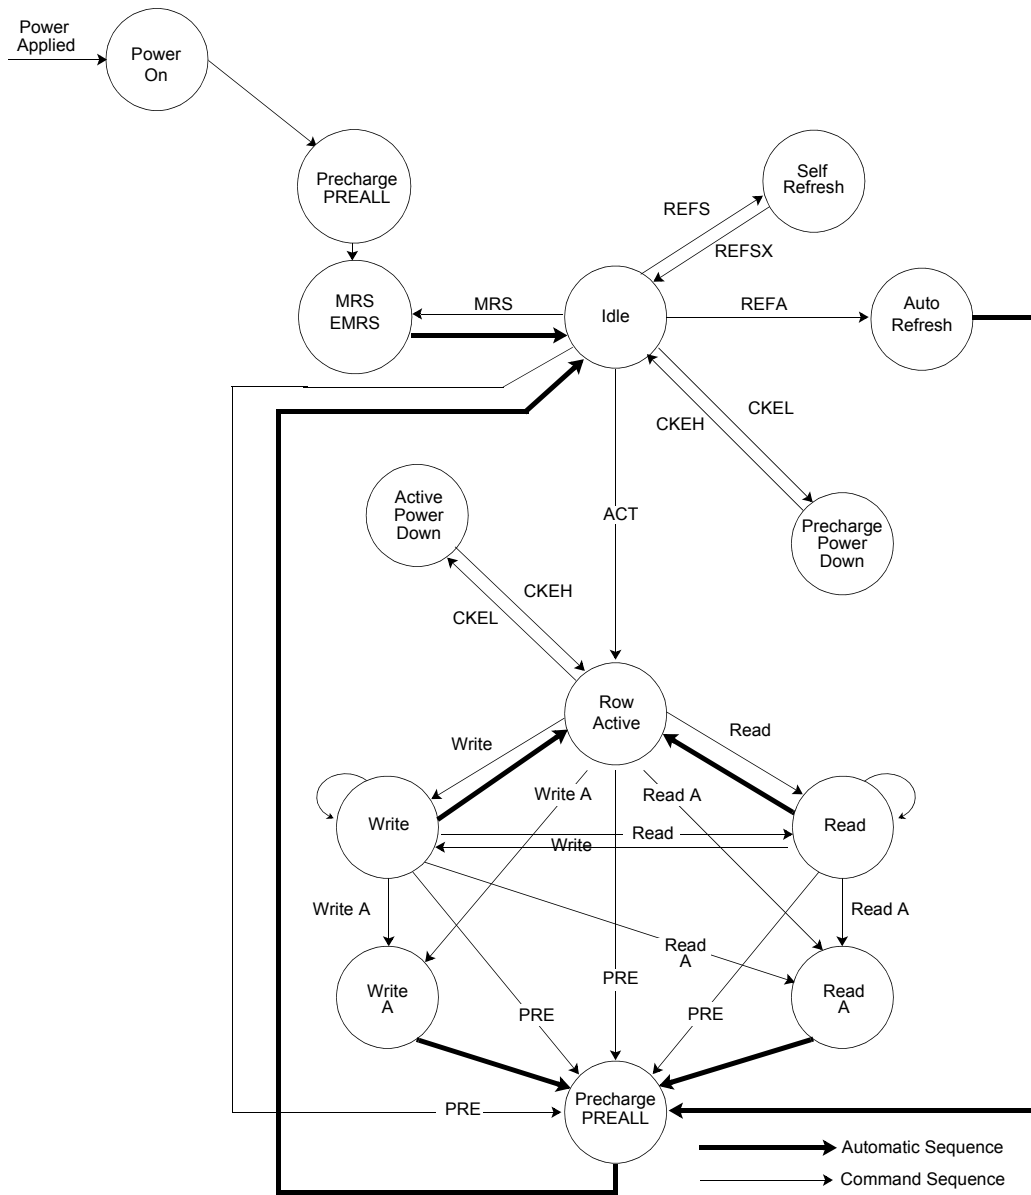 Power
Applied
Power
On
Precharge
PREALL
Self
Refresh
REFS
REFSX
MRS
EMRS
MRS
Idle
REFA
Auto
Refresh
CKEL
CKEH
Active
Power
Down
ACT
Precharge
Power
Down
CKEH
CKEL
Row
Active
Write
Read
Write A
Read A
Write
Read
Write
Read
Write A
Read A
Read
A
Write
A
PRE
PRE
PRE
Read
A
Precharge
PREALL
PRE
Automatic Sequence
Command Sequence